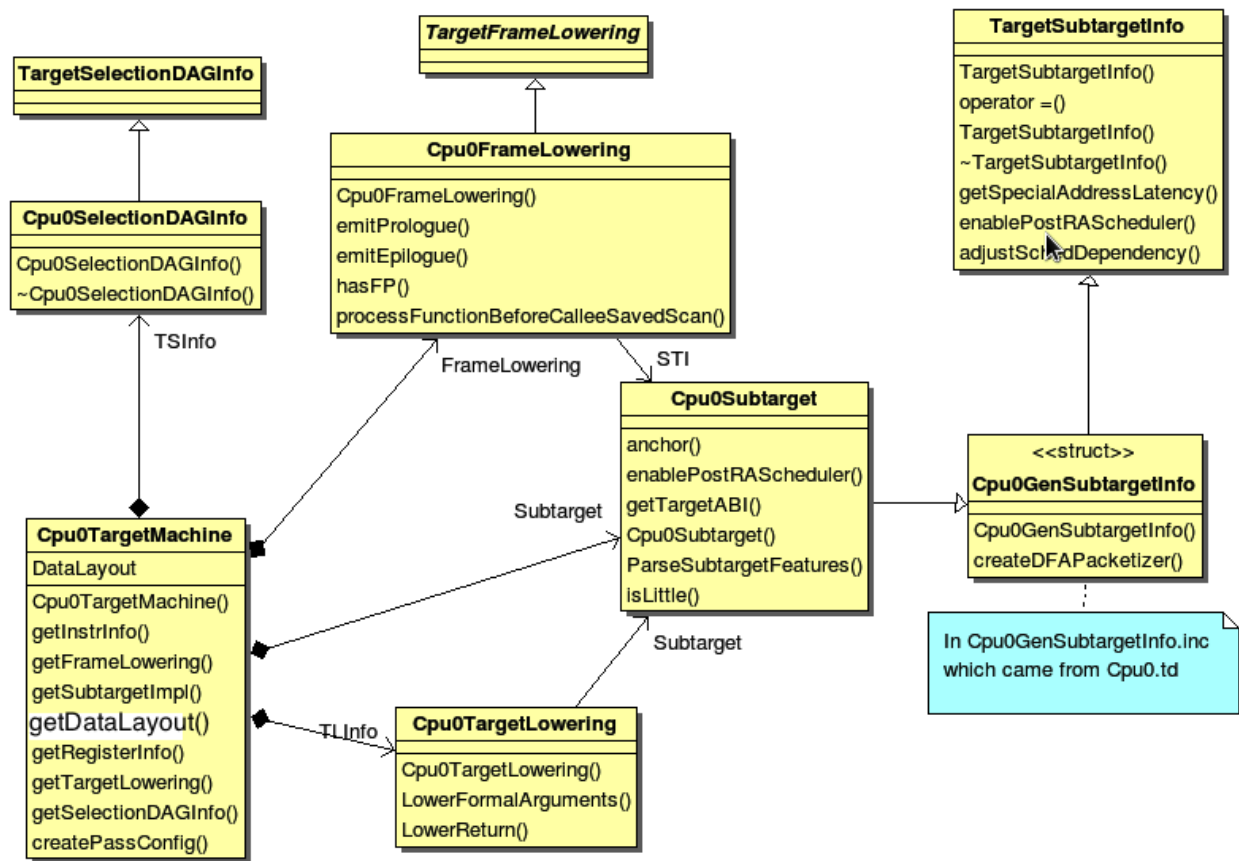 TargetSelectionDAGInfo
Cpu0SelectionDAGInfo
Cpu0SelectionDAGInfo()
~Cpu0SelectionDAGInfo()
TSInfo
TargetFrameLowering
Cpu0FrameLowering
Cpu0FrameLowering()
emitPrologue()
emitEpilogue()
hasFP()
processFunctionBeforeCalleeSavedScan()
FrameLowering
STI
TargetSubtargetInfo
TargetSubtargetInfo()
operator =()
TargetSubtargetInfo()
~TargetSubtargetInfo()
getSpecialAddressLatency()
enablePostRAScheduler()
adjustSchedDependency()
Cpu0Subtarget
anchor()
enablePostRAScheduler()
getTargetABI()
Cpu0Subtarget()
ParseSubtargetFeatures()
isLittle()
<<struct>>
Cpu0GenSubtargetInfo
Cpu0GenSubtargetInfo()
createDFAPacketizer()
In Cpu0GenSubtargetInfo.inc
which came from Cpu0.td
Cpu0TargetMachine
DataLayout
Cpu0TargetMachine()
getInstrInfo()
getFrameLowering()
getSubtargetImpl()
getDataLayout()
getRegisterInfo()
getTargetLowering()
getSelectionDAGInfo()
createPassConfig()
Subtarget
Subtarget
TLInfo
Cpu0TargetLowering
Cpu0TargetLowering()
LowerFormalArguments()
LowerReturn()